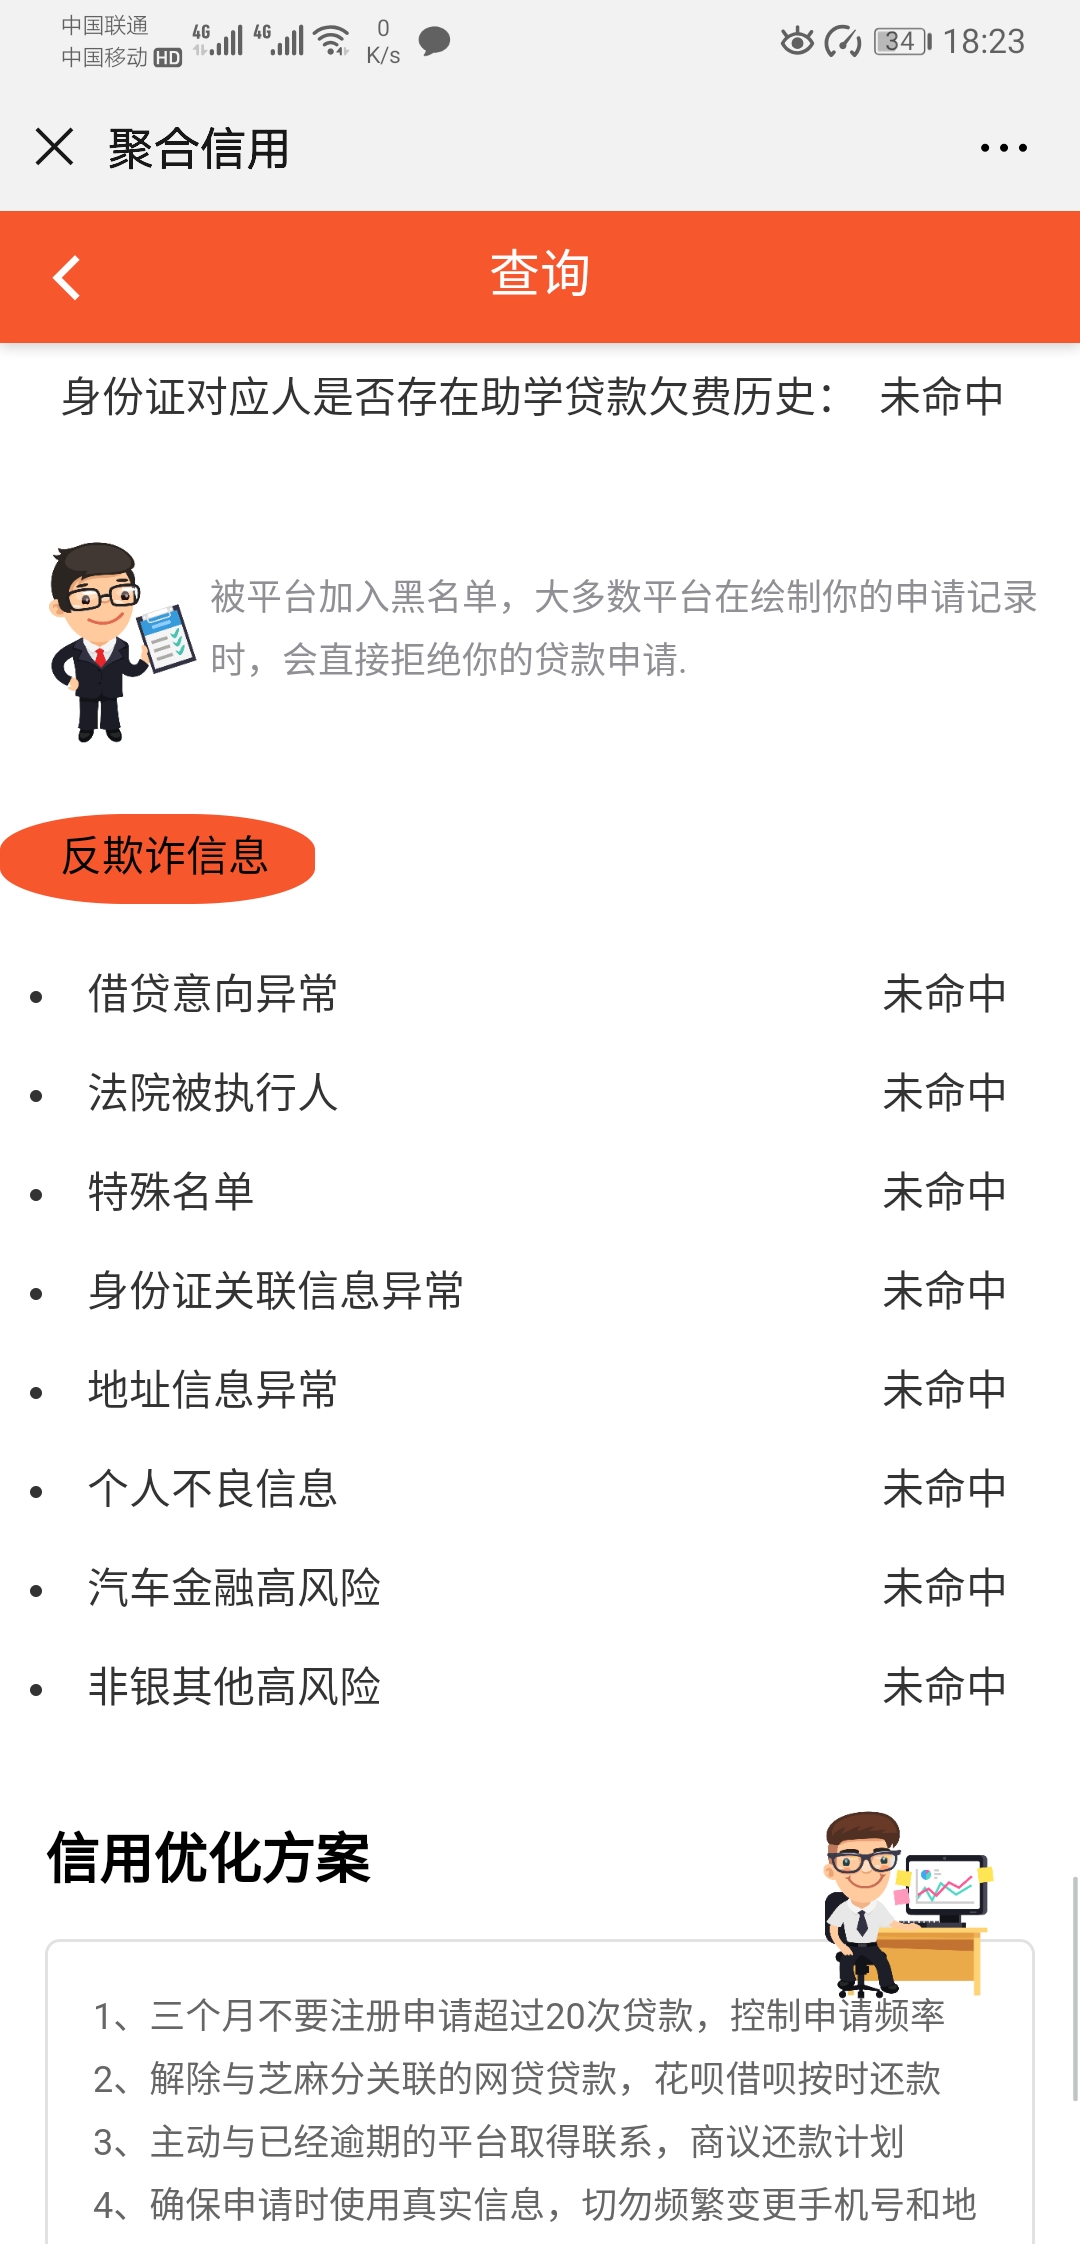 中国联通
中国移动 HD 4G 4G 0 K/s 34 18:23
聚合信用
查询
身份证对应人是否存在助学贷款欠费历史： 未命中
被平台加入黑名单，大多数平台在绘制你的申请记录
时，会直接拒绝你的贷款申请.
反欺诈信息
• 借贷意向异常 未命中
• 法院被执行人 未命中
• 特殊名单 未命中
• 身份证关联信息异常 未命中
• 地址信息异常 未命中
• 个人不良信息 未命中
• 汽车金融高风险 未命中
• 非银其他高风险 未命中
信用优化方案
1、三个月不要注册申请超过20次贷款，控制申请频率
2、解除与芝麻分关联的网贷贷款，花呗借呗按时还款
3、主动与已经逾期的平台取得联系，商议还款计划
4、确保申请时使用真实信息，切勿频繁变更手机号和地